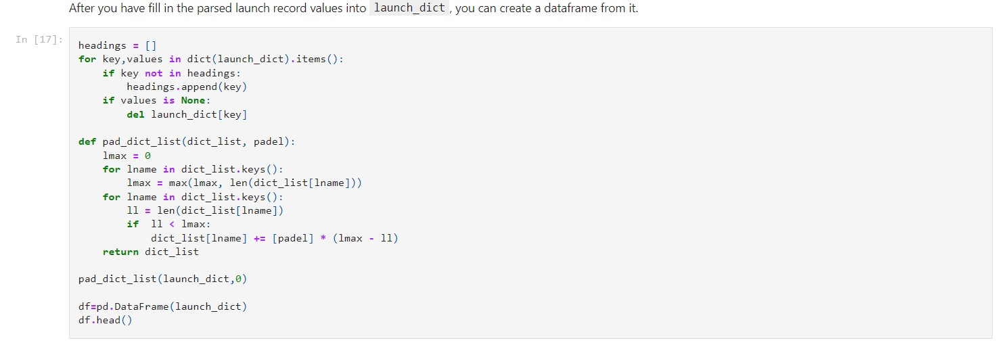 After you have fill in the parsed launch record values into launch_dict, you can create a dataframe from it.
In [17]:
headings = []
for key,values in dict(launch_dict).items():
    if key not in headings:
        headings.append(key)
    if values is None:
        del launch_dict[key]

def pad_dict_list(dict_list, padel):
    lmax = 0
    for lname in dict_list.keys():
        lmax = max(lmax, len(dict_list[lname]))
    for lname in dict_list.keys():
        ll = len(dict_list[lname])
        if  ll < lmax:
            dict_list[lname] += [padel] * (lmax - ll)
    return dict_list

pad_dict_list(launch_dict,0)

df=pd.DataFrame(launch_dict)
df.head()